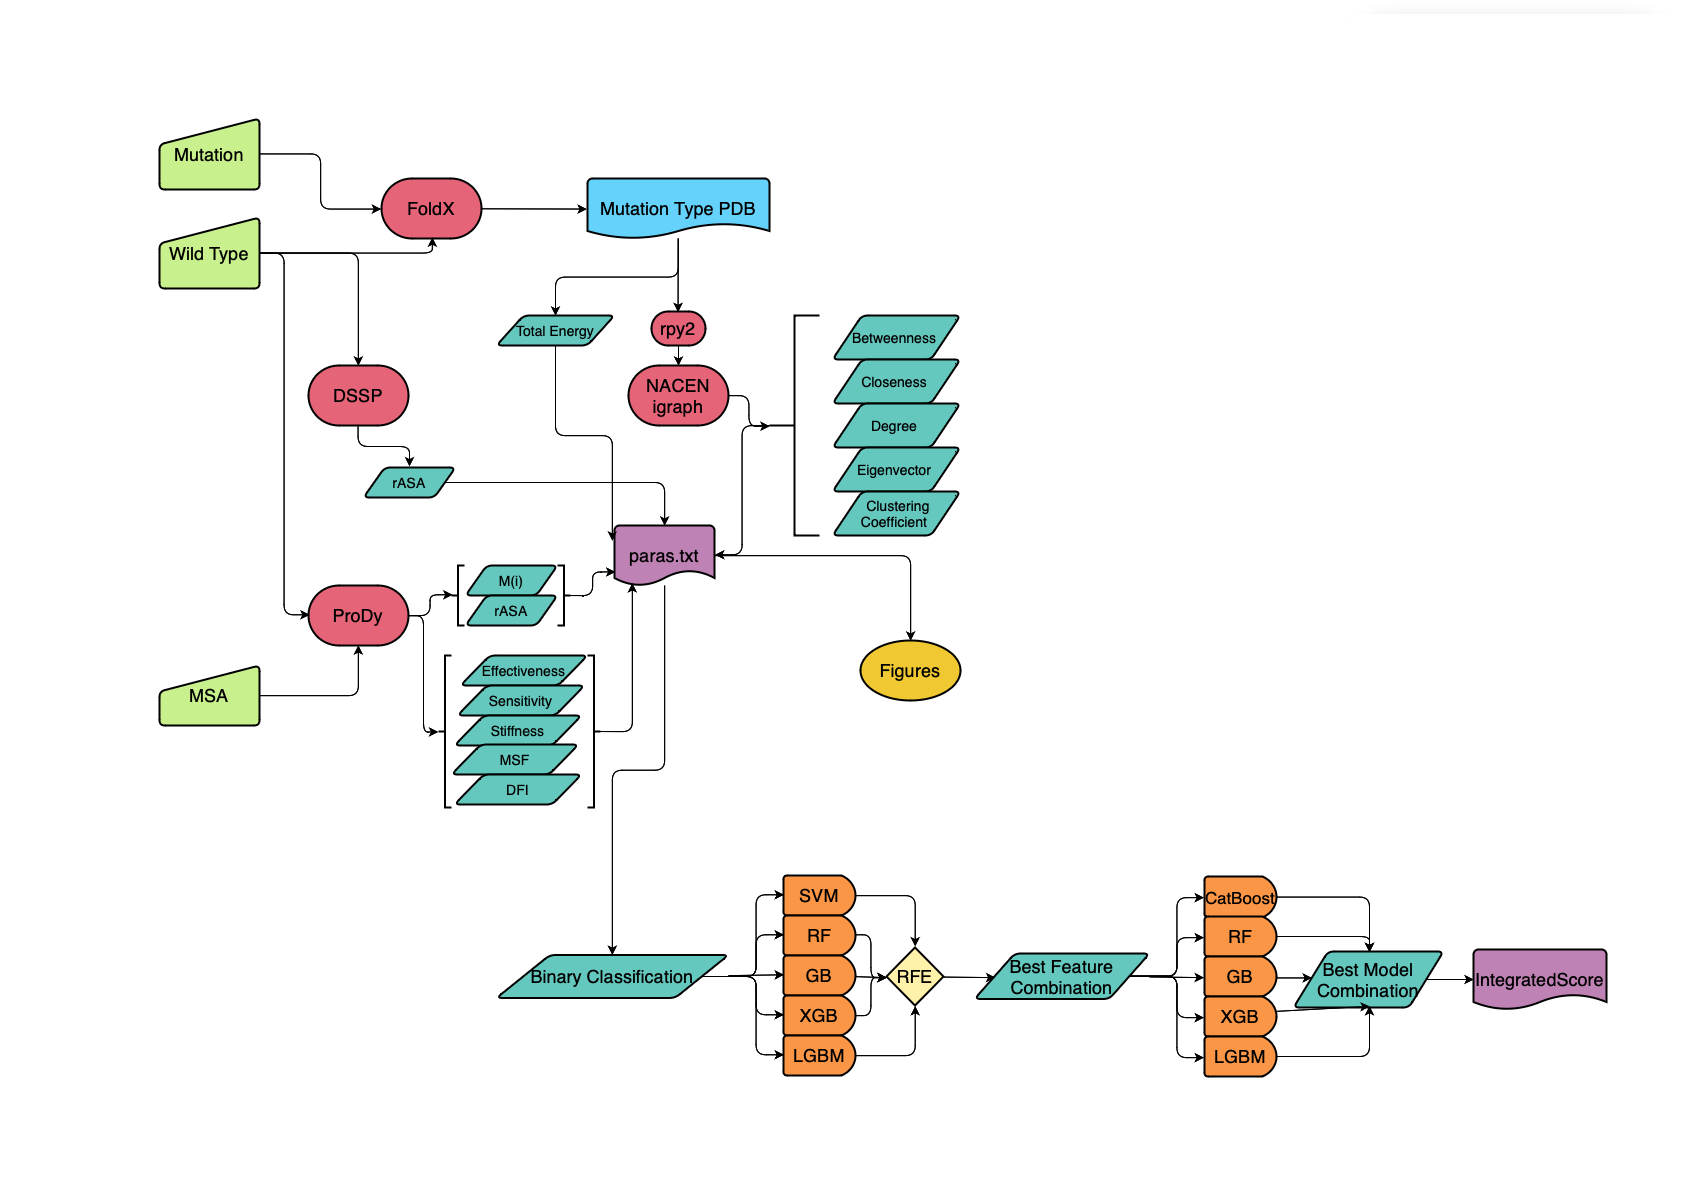 Mutation
FoldX
Mutation Type PDB
Wild Type
Total Energy
rpy2
Betweenness
Closeness
Degree
Eigenvector
Clustering
Coefficient
DSSP
NACEN
igraph
rASA
paras.txt
M(i)
rASA
ProDy
Effectiveness
Sensitivity
Stiffness
MSF
DFI
MSA
Figures
Binary Classification
SVM
RF
GB
XGB
LGBM
RFE
Best Feature
Combination
CatBoost
RF
GB
XGB
LGBM
Best Model
Combination
IntegratedScore